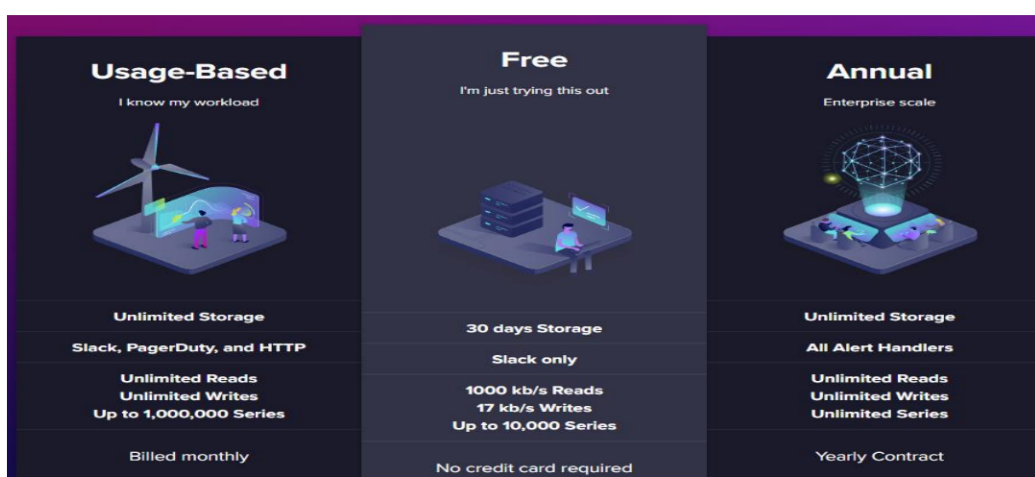 Usage-Based
I know my workload
Unlimited Storage
Slack, PagerDuty, and HTTP
Unlimited Reads
Unlimited Writes
Up to 1,000,000 Series
Billed monthly
Free
I'm just trying this out
30 days Storage
Slack only
1000 kb/s Reads
17 kb/s Writes
Up to 10,000 Series
No credit card required
Annual
Enterprise scale
Unlimited Storage
All Alert Handlers
Unlimited Reads
Unlimited Writes
Unlimited Series
Yearly Contract